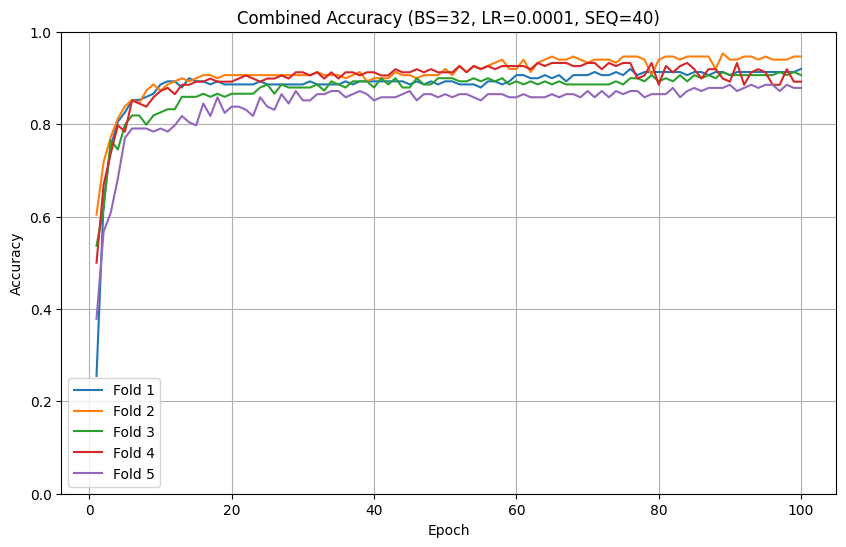 Combined Accuracy (BS=32, LR=0.0001, SEQ=40)
1.0
0.8
0.6
0.4
0.2
0.0
Accuracy
Fold 1
Fold 2
Fold 3
Fold 4
Fold 5
0 20 40 60 80 100
Epoch